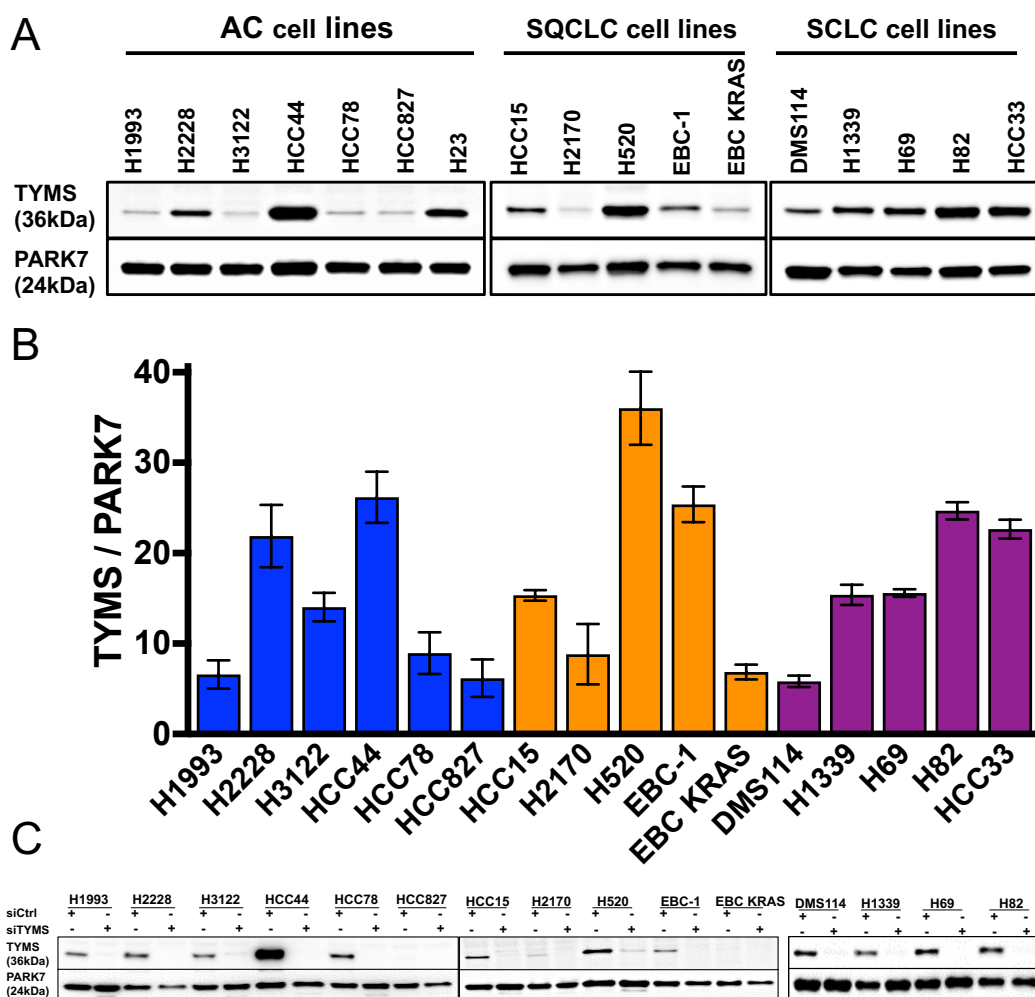 A
AC cell lines SQCLC cell lines SCLC cell lines
H1993 H2228 H3122 HCC44 HCC78 HCC827 H23 HCC15 H2170 H520 EBC-1 EBC KRAS DMS114 H1339 H69 H82 HCC33
TYMS
(36kDa)
PARK7
(24kDa)
B
TYMS / PARK7
40
30
20
10
0
H1993 H2228 H3122 HCC44 HCC78 HCC827 HCC15 H2170 H520 EBC-1 EBC KRAS DMS114 H1339 H69 H82 HCC33
C
H1993 H2228 H3122 HCC44 HCC78 HCC827 HCC15 H2170 H520 EBC-1 EBC KRAS DMS114 H1339 H69 H82
siCtrl + - + - + - + - + - + - + - + - + - + - + - + - + - + - + -
siTYMS - + - + - + - + - + - + - + - + - + - + - + - + - + - + - +
TYMS
(36kDa)
PARK7
(24kDa)